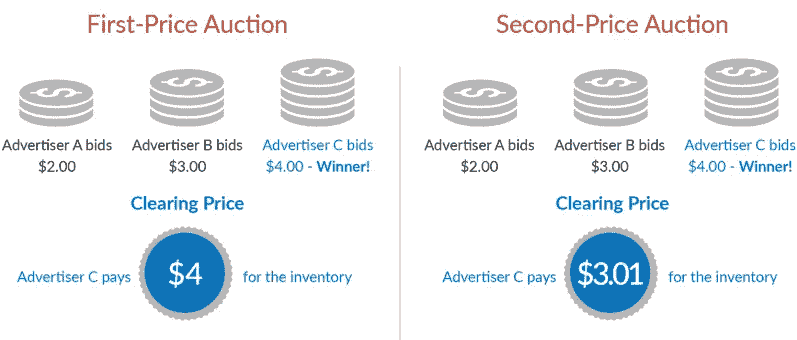 First-Price Auction
$ $ $
Advertiser A bids Advertiser B bids Advertiser C bids
$2.00 $3.00 $4.00 - Winner!
Clearing Price
Advertiser C pays $4 for the inventory
Second-Price Auction
$ $ $
Advertiser A bids Advertiser B bids Advertiser C bids
$2.00 $3.00 $4.00 - Winner!
Clearing Price
Advertiser C pays $3.01 for the inventory